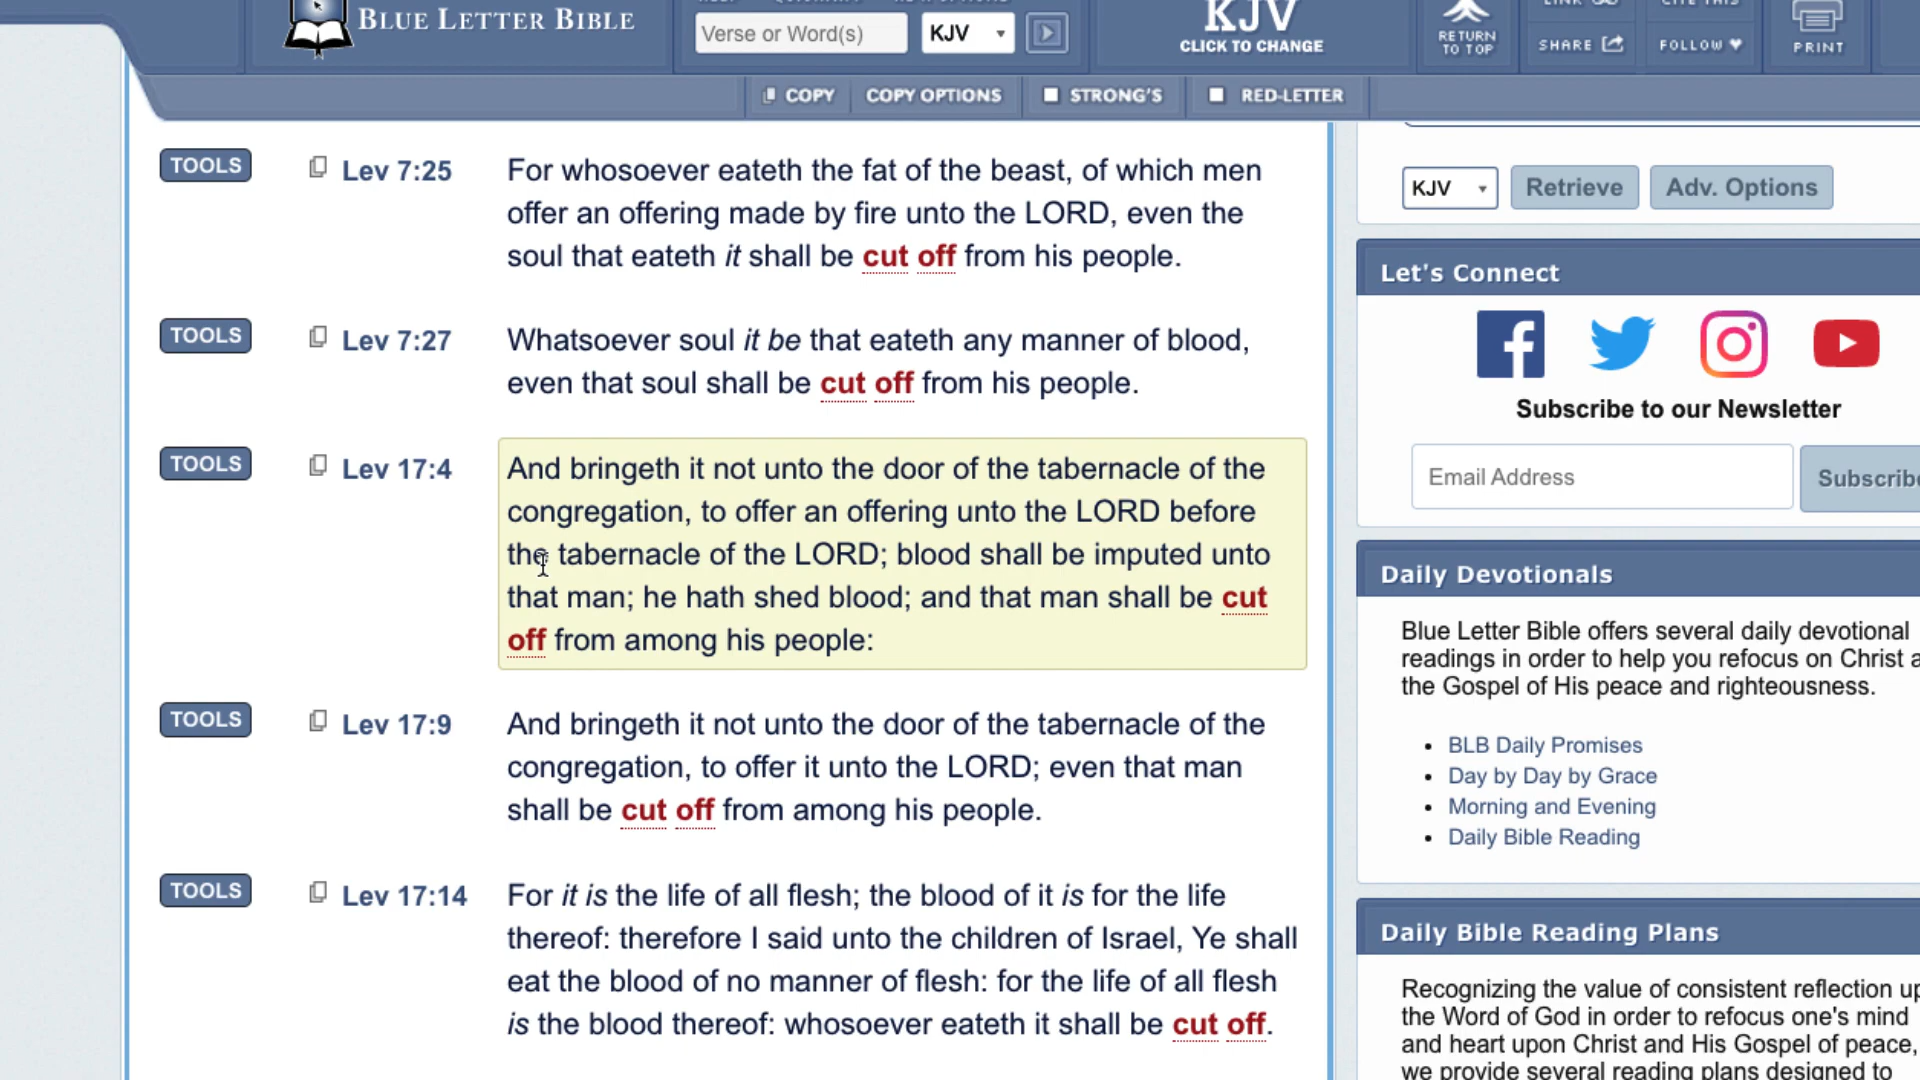 BLUE LETTER BIBLE
Verse or Word(s)
KJV
KJV
CLICK TO CHANGE
RETURN
TO TOP
LINK
CITE THIS
SHARE
FOLLOW
PRINT
COPY
COPY OPTIONS
STRONG'S
RED-LETTER
TOOLS
Lev 7:25
For whosoever eateth the fat of the beast, of which men
offer an offering made by fire unto the LORD, even the
soul that eateth it shall be cut off from his people.
TOOLS
Lev 7:27
Whatsoever soul it be that eateth any manner of blood,
even that soul shall be cut off from his people.
TOOLS
Lev 17:4
And bringeth it not unto the door of the tabernacle of the
congregation, to offer an offering unto the LORD before
the tabernacle of the LORD; blood shall be imputed unto
that man; he hath shed blood; and that man shall be cut
off from among his people:
TOOLS
Lev 17:9
And bringeth it not unto the door of the tabernacle of the
congregation, to offer it unto the LORD; even that man
shall be cut off from among his people.
TOOLS
Lev 17:14
For it is the life of all flesh; the blood of it is for the life
thereof: therefore I said unto the children of Israel, Ye shall
eat the blood of no manner of flesh: for the life of all flesh
is the blood thereof: whosoever eateth it shall be cut off.
KJV
Retrieve
Adv. Options
Let's Connect
Subscribe to our Newsletter
Email Address
Subscribe
Daily Devotionals
Blue Letter Bible offers several daily devotional
readings in order to help you refocus on Christ a
the Gospel of His peace and righteousness.
• BLB Daily Promises
• Day by Day by Grace
• Morning and Evening
• Daily Bible Reading
Daily Bible Reading Plans
Recognizing the value of consistent reflection up
the Word of God in order to refocus one's mind
and heart upon Christ and His Gospel of peace,
we provide several reading plans designed to